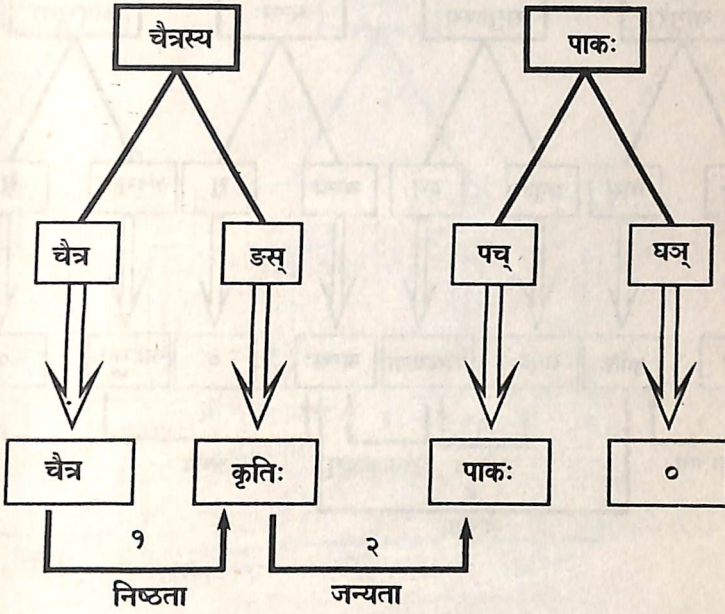 चैत्रस्य पाकः
चैत्र ङस् पच् घञ्
चैत्र कृतिः पाकः ०
१ २
निष्ठता जन्यता